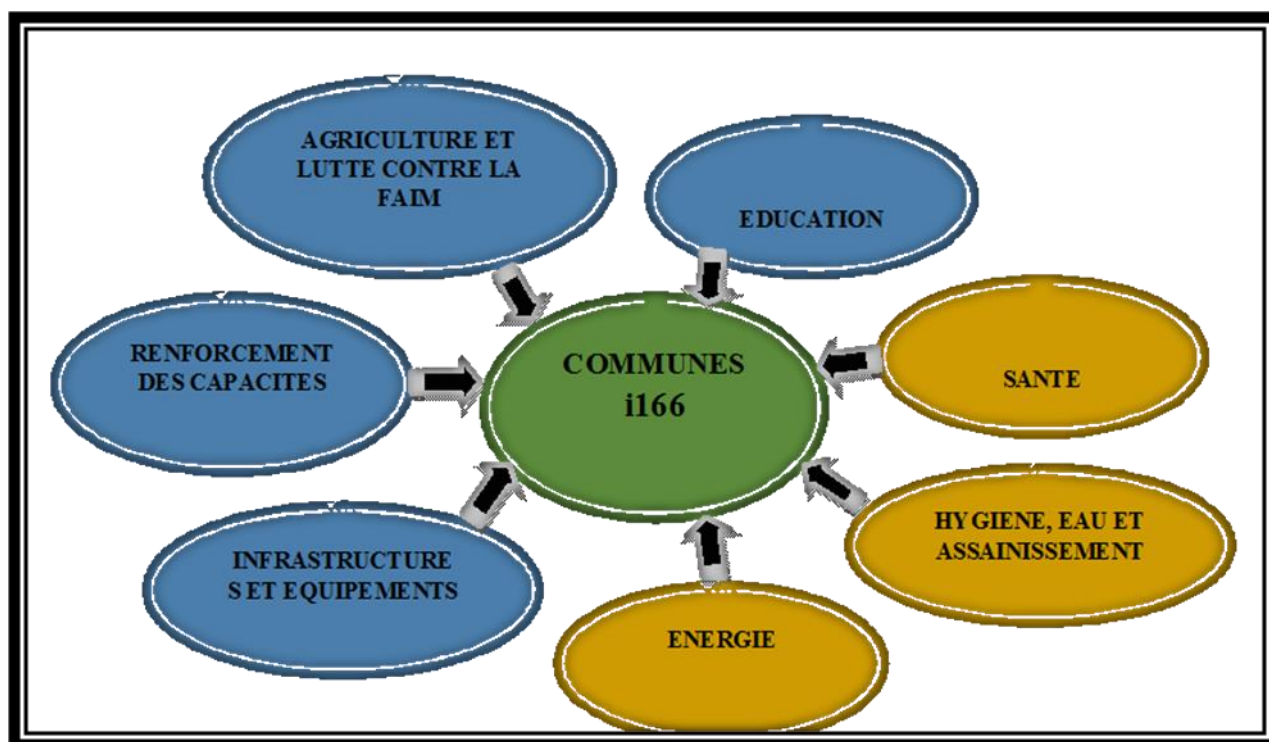 AGRICULTURE ET
LUTTE CONTRE LA
FAIM
EDUCATION
RENFORCEMENT
DES CAPACITES
COMMUNES
i166
SANTE
HYGIENE, EAU ET
ASSAINISSEMENT
INFRASTRUCTURE
S ET EQUIPEMENTS
ENERGIE